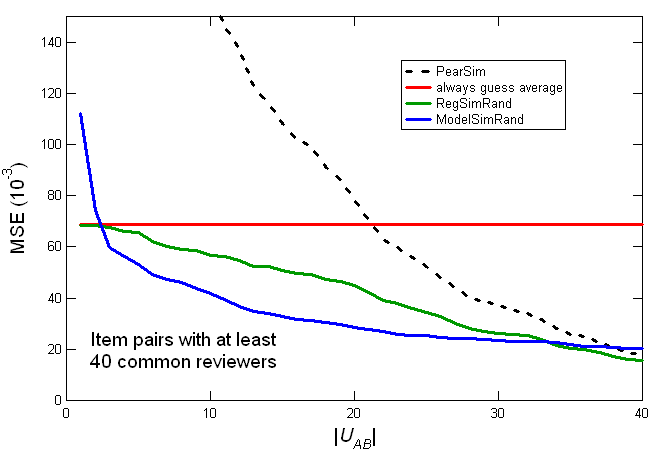 140
120
100
80
60
40
20
0
MSE (10⁻³)
PearSim
always guess average
RegSimRand
ModelSimRand
Item pairs with at least
40 common reviewers
0 10 20 30 40
|U_AB|